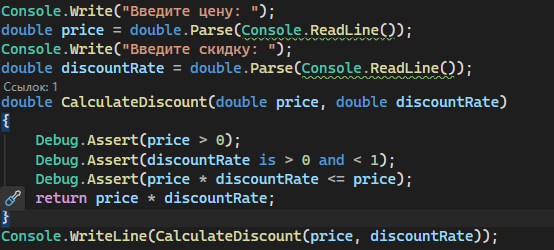 Console.Write("Введите цену: ");
double price = double.Parse(Console.ReadLine());
Console.Write("Введите скидку: ");
double discountRate = double.Parse(Console.ReadLine());
Ссылок: 1
double CalculateDiscount(double price, double discountRate)
{
Debug.Assert(price > 0);
Debug.Assert(discountRate is > 0 and < 1);
Debug.Assert(price * discountRate <= price);
return price * discountRate;
}
Console.WriteLine(CalculateDiscount(price, discountRate));